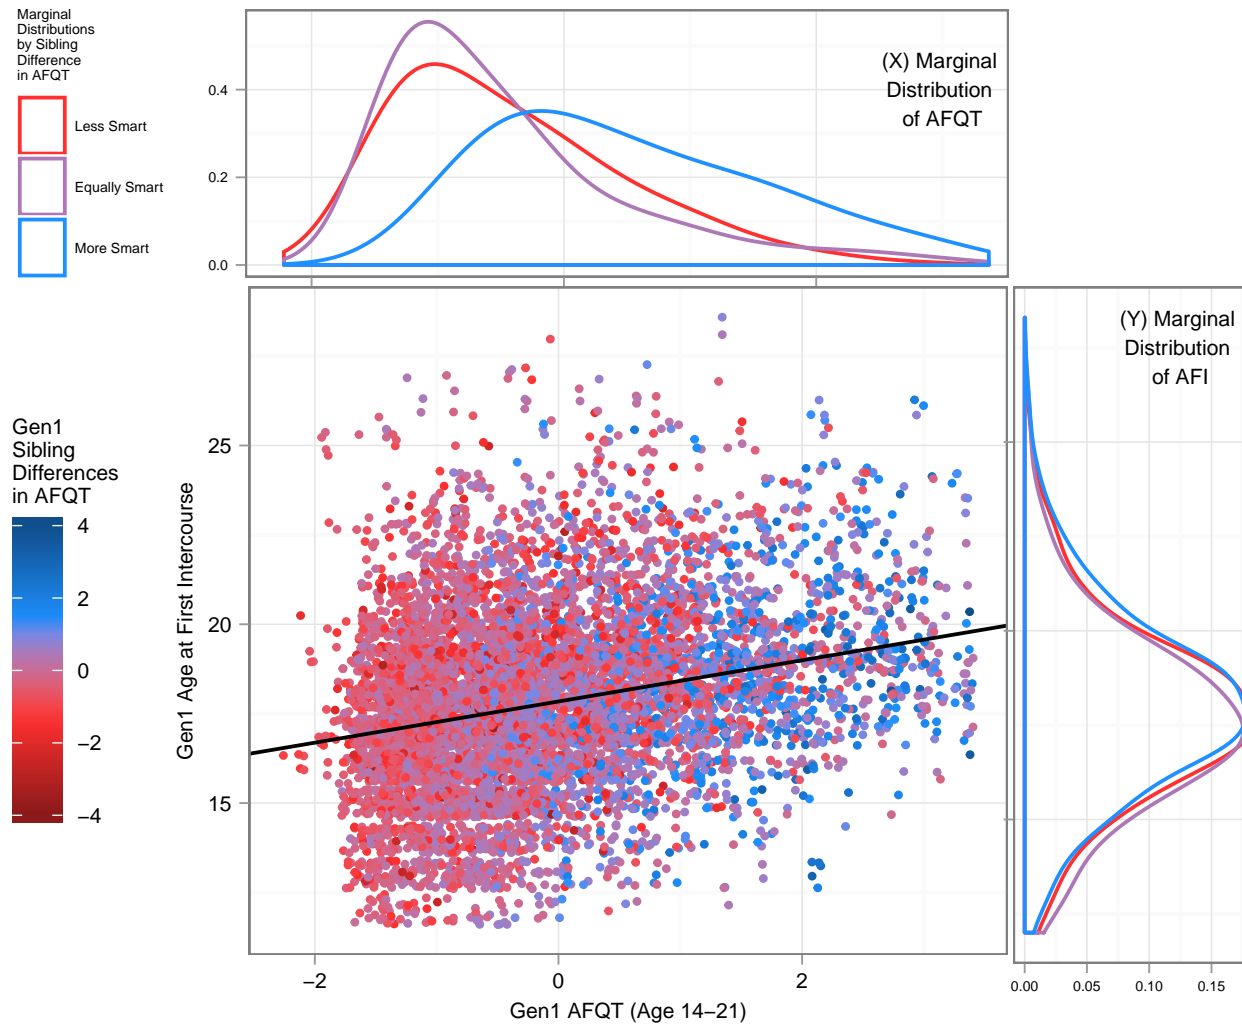 Marginal
Distributions
by Sibling
Difference
in AFQT
Less Smart
Equally Smart
More Smart
0.4
0.2
0.0
(X) Marginal
Distribution
of AFQT
Gen1
Sibling
Differences
in AFQT
4
2
0
−2
−4
Gen1 Age at First Intercourse
25
20
15
−2 0 2
Gen1 AFQT (Age 14−21)
(Y) Marginal
Distribution
of AFI
0.00 0.05 0.10 0.15